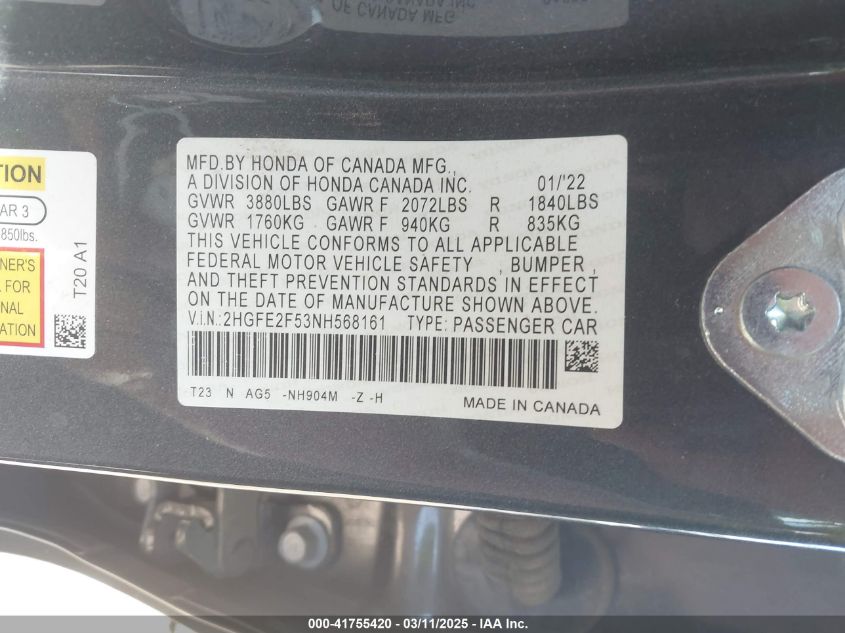 OF CANADA MFG.
MFD.BY HONDA OF CANADA MFG.,
A DIVISION OF HONDA CANADA INC. 01/'22
GVWR 3880LBS GAWR F 2072LBS R 1840LBS
GVWR 1760KG GAWR F 940KG R 835KG
THIS VEHICLE CONFORMS TO ALL APPLICABLE
FEDERAL MOTOR VEHICLE SAFETY , BUMPER ,
AND THEFT PREVENTION STANDARDS IN EFFECT
ON THE DATE OF MANUFACTURE SHOWN ABOVE.
V.I.N.:2HGFE2F53NH568161 TYPE: PASSENGER CAR
T23 N AG5 -NH904M -Z -H
MADE IN CANADA
TION
AR 3
850lbs.
NER'S
L FOR
NAL
ATION
T20 A1
000-41755420 - 03/11/2025 - IAA Inc.